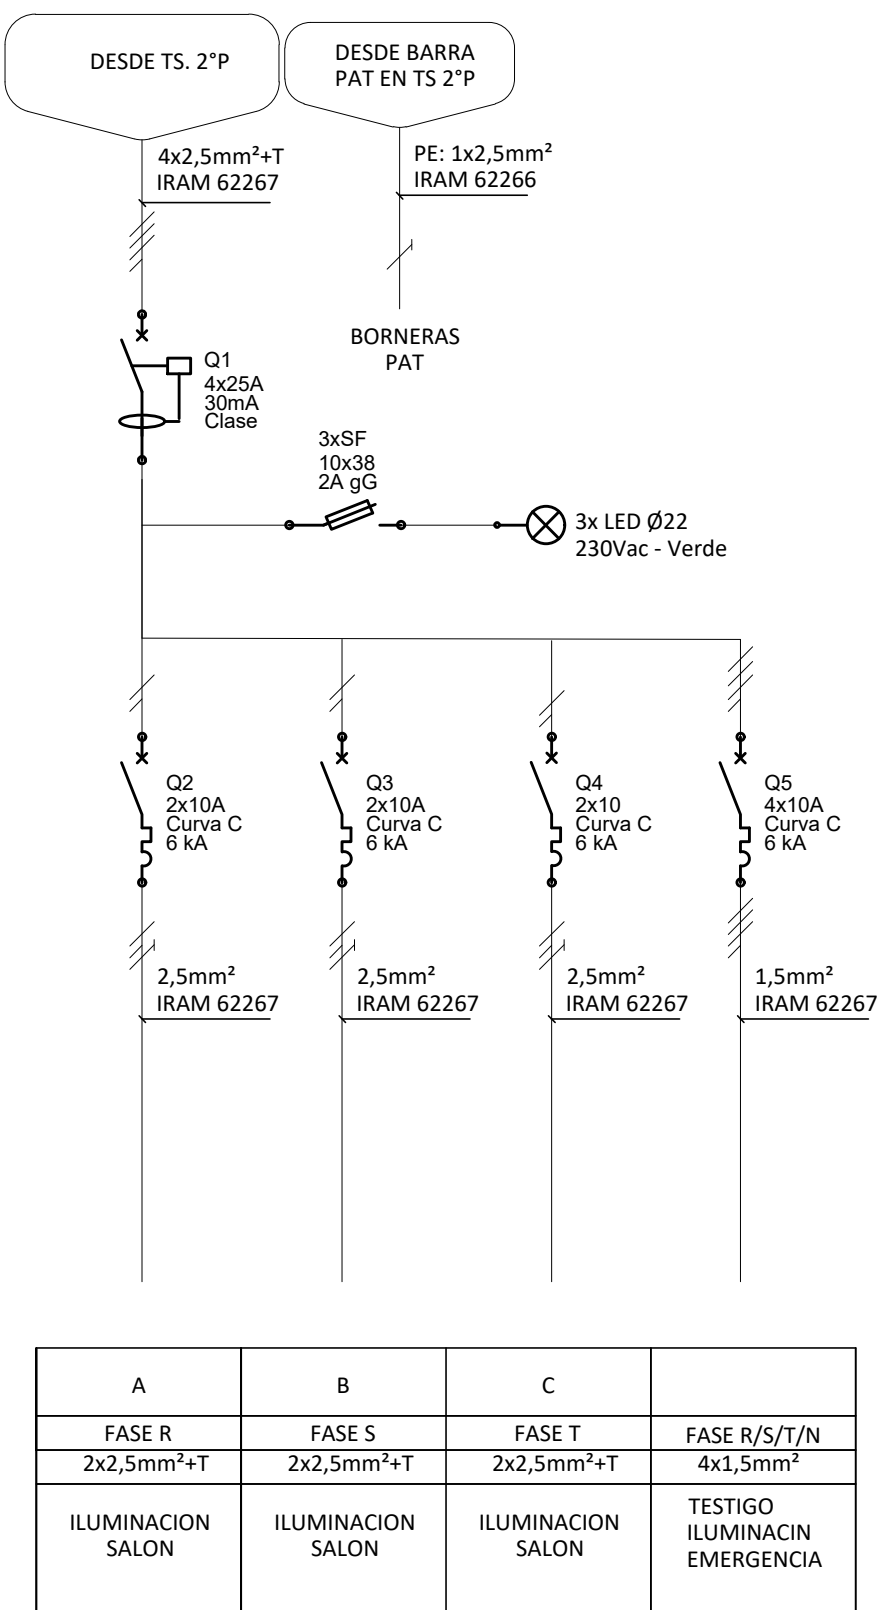 DESDE TS. 2°P
DESDE BARRA
PAT EN TS 2°P
4x2,5mm²+T
IRAM 62267
PE: 1x2,5mm²
IRAM 62266
BORNERAS
PAT
Q1
4x25A
30mA
Clase
3xSF
10x38
2A gG
3x LED Ø22
230Vac - Verde
Q2
2x10A
Curva C
6 kA
Q3
2x10A
Curva C
6 kA
Q4
2x10
Curva C
6 kA
Q5
4x10A
Curva C
6 kA
2,5mm²
IRAM 62267
2,5mm²
IRAM 62267
2,5mm²
IRAM 62267
1,5mm²
IRAM 62267
A
B
C
FASE R
FASE S
FASE T
FASE R/S/T/N
2x2,5mm²+T
2x2,5mm²+T
2x2,5mm²+T
4x1,5mm²
ILUMINACION
SALON
ILUMINACION
SALON
ILUMINACION
SALON
TESTIGO
ILUMINACIN
EMERGENCIA